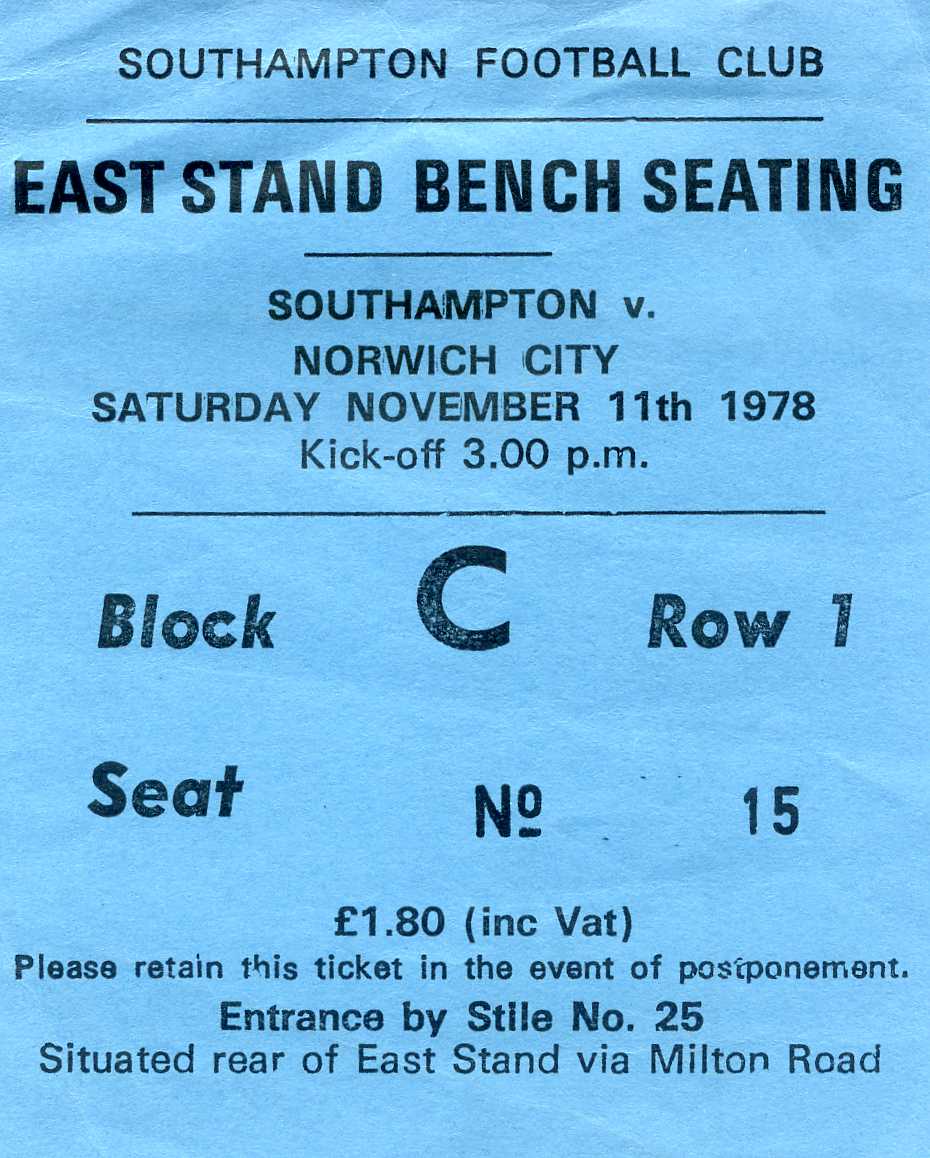 SOUTHAMPTON FOOTBALL CLUB
EAST STAND BENCH SEATING
SOUTHAMPTON v.
NORWICH CITY
SATURDAY NOVEMBER 11th 1978
Kick-off 3.00 p.m.
Block C Row 1
Seat Nº 15
£1.80 (inc Vat)
Please retain this ticket in the event of postponement.
Entrance by Stile No. 25
Situated rear of East Stand via Milton Road